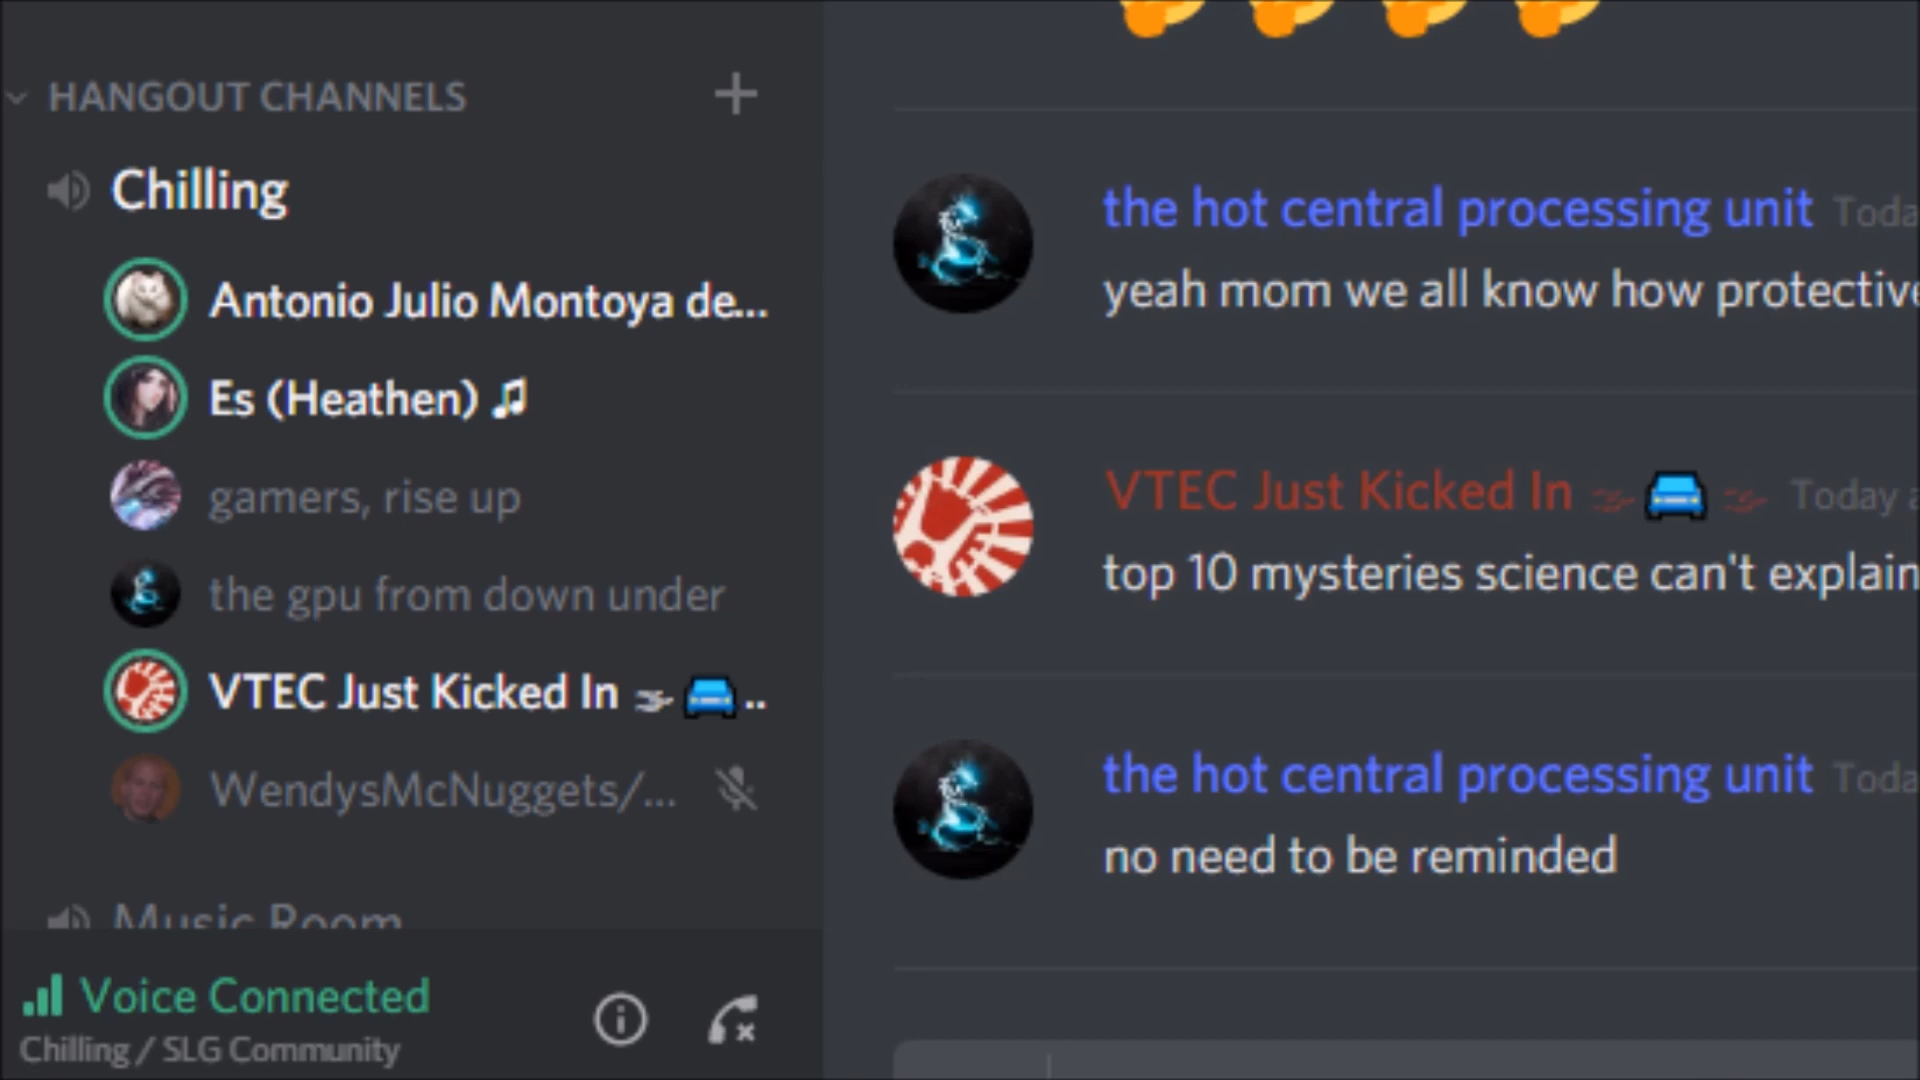 HANGOUT CHANNELS
Chilling
Antonio Julio Montoya de...
Es (Heathen) 🎵
gamers, rise up
the gpu from down under
VTEC Just Kicked In 💨 🚙..
WendysMcNuggets/...
Music Room
Voice Connected
Chilling / SLG Community
the hot central processing unit Toda
yeah mom we all know how protective
VTEC Just Kicked In 💨 🚙 💨 Today a
top 10 mysteries science can't explain
the hot central processing unit Toda
no need to be reminded